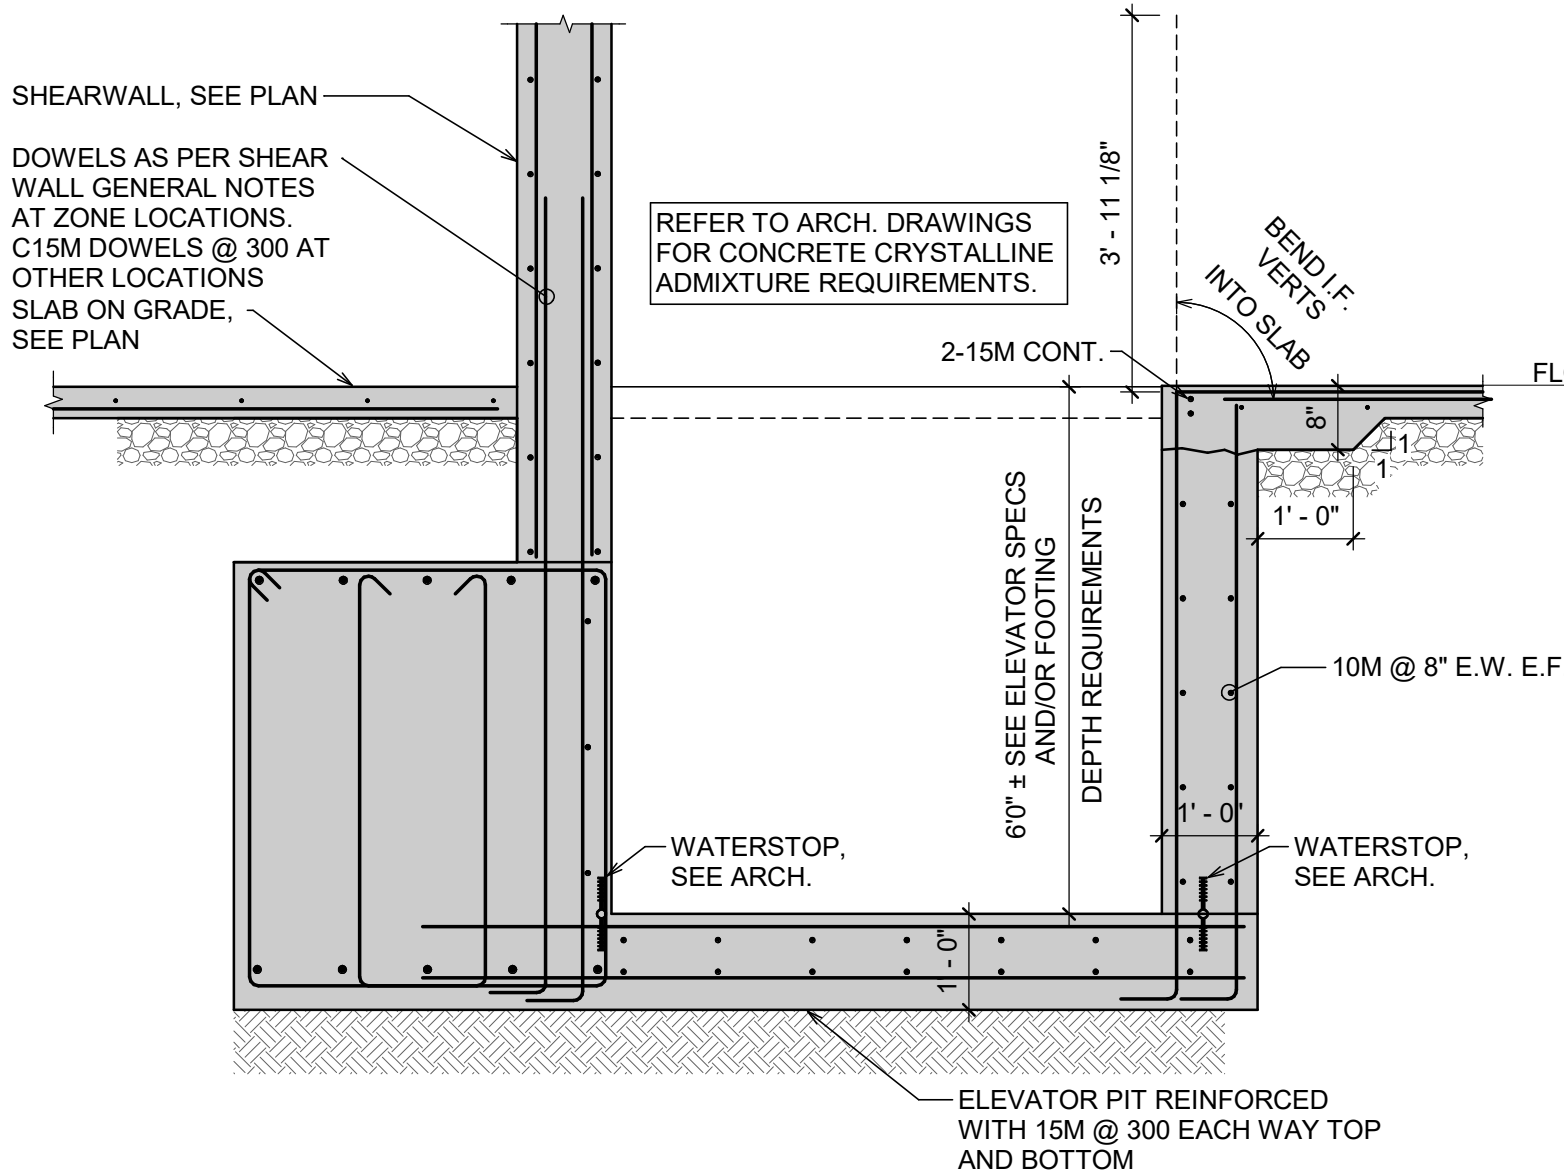 SHEARWALL, SEE PLAN
DOWELS AS PER SHEAR
WALL GENERAL NOTES
AT ZONE LOCATIONS.
C15M DOWELS @ 300 AT
OTHER LOCATIONS
SLAB ON GRADE,
SEE PLAN
REFER TO ARCH. DRAWINGS
FOR CONCRETE CRYSTALLINE
ADMIXTURE REQUIREMENTS.
3' - 11 1/8"
BEND I.F.
VERTS
INTO SLAB
2-15M CONT.
FL
8"
1
1
1' - 0"
6'0" ± SEE ELEVATOR SPECS
AND/OR FOOTING
DEPTH REQUIREMENTS
10M @ 8" E.W. E.F
1' - 0"
WATERSTOP,
SEE ARCH.
WATERSTOP,
SEE ARCH.
1' - 0"
ELEVATOR PIT REINFORCED
WITH 15M @ 300 EACH WAY TOP
AND BOTTOM